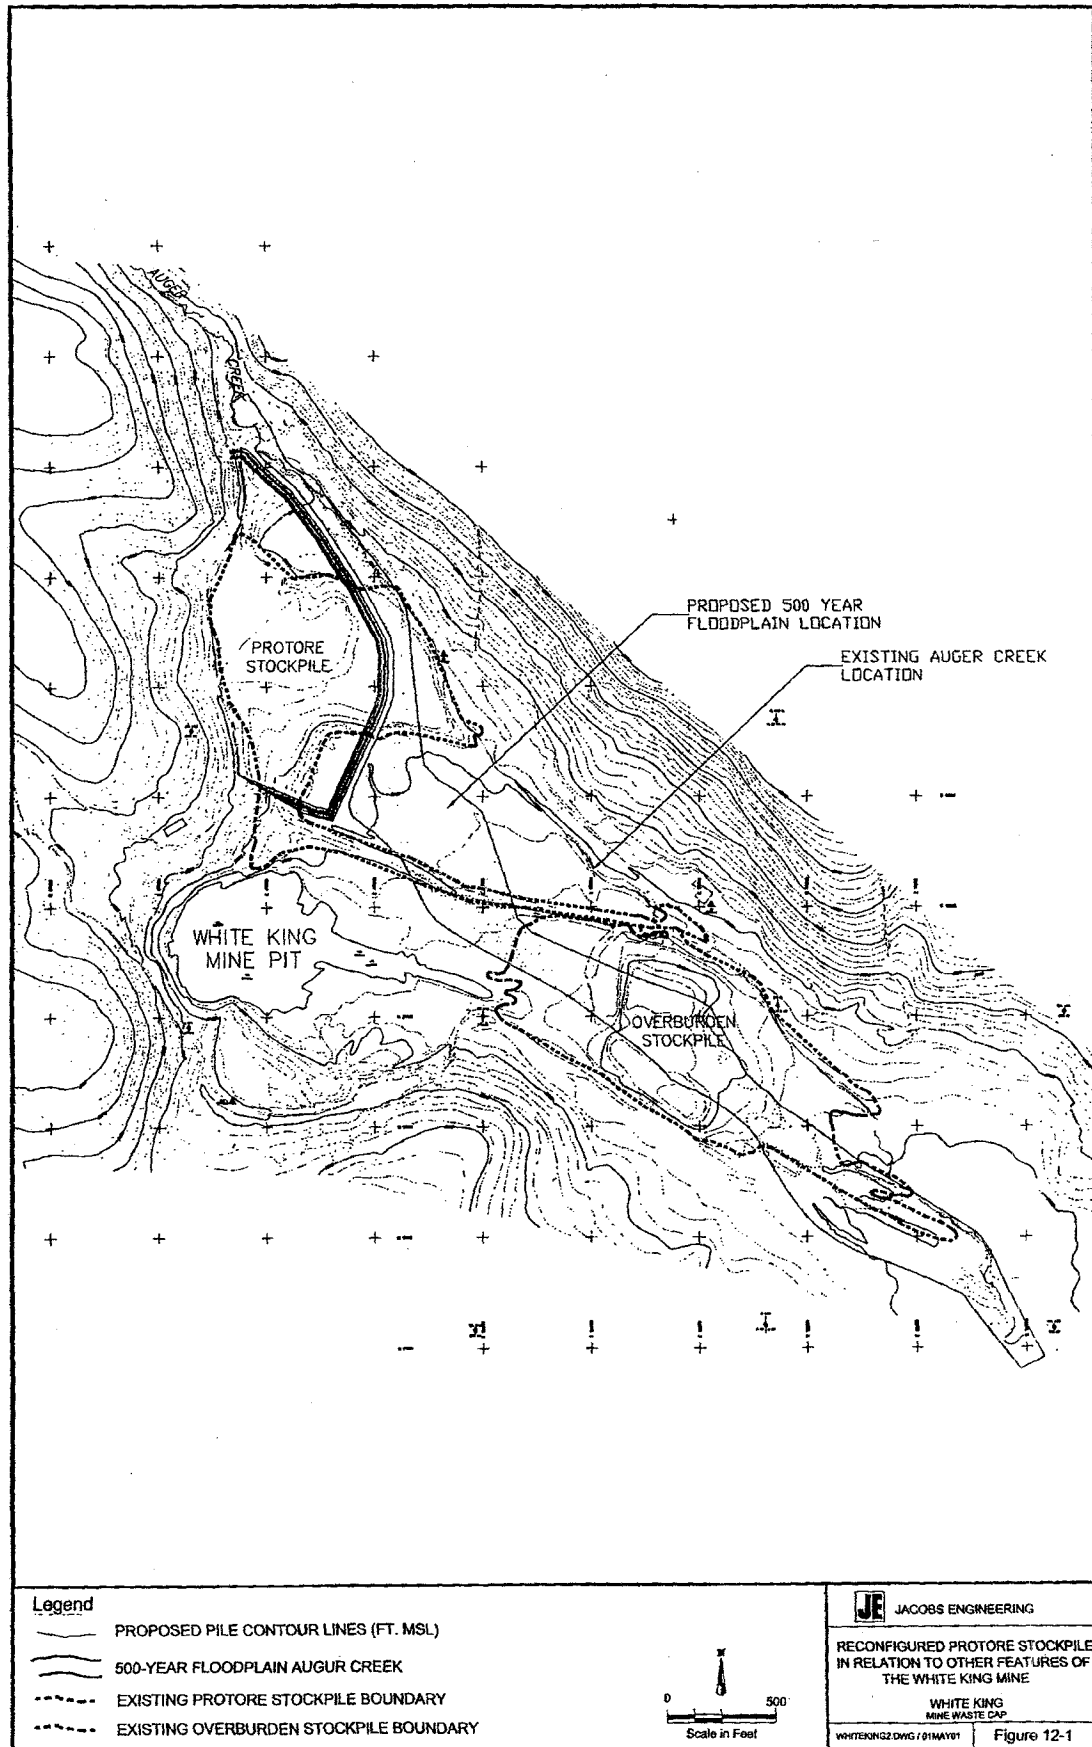 AUGER
CREEK
PROPOSED 500 YEAR
FLOODPLAIN LOCATION
EXISTING AUGER CREEK
LOCATION
PROTORE
STOCKPILE
WHITE KING
MINE PIT
OVERBURDEN
STOCKPILE
Legend
PROPOSED PILE CONTOUR LINES (FT. MSL)
500-YEAR FLOODPLAIN AUGUR CREEK
EXISTING PROTORE STOCKPILE BOUNDARY
EXISTING OVERBURDEN STOCKPILE BOUNDARY
N
0 500
Scale in Feet
JE JACOBS ENGINEERING
RECONFIGURED PROTORE STOCKPILE
IN RELATION TO OTHER FEATURES OF
THE WHITE KING MINE
WHITE KING
MINE WASTE CAP
WHITEKING2.DWG / 01MAY01
Figure 12-1